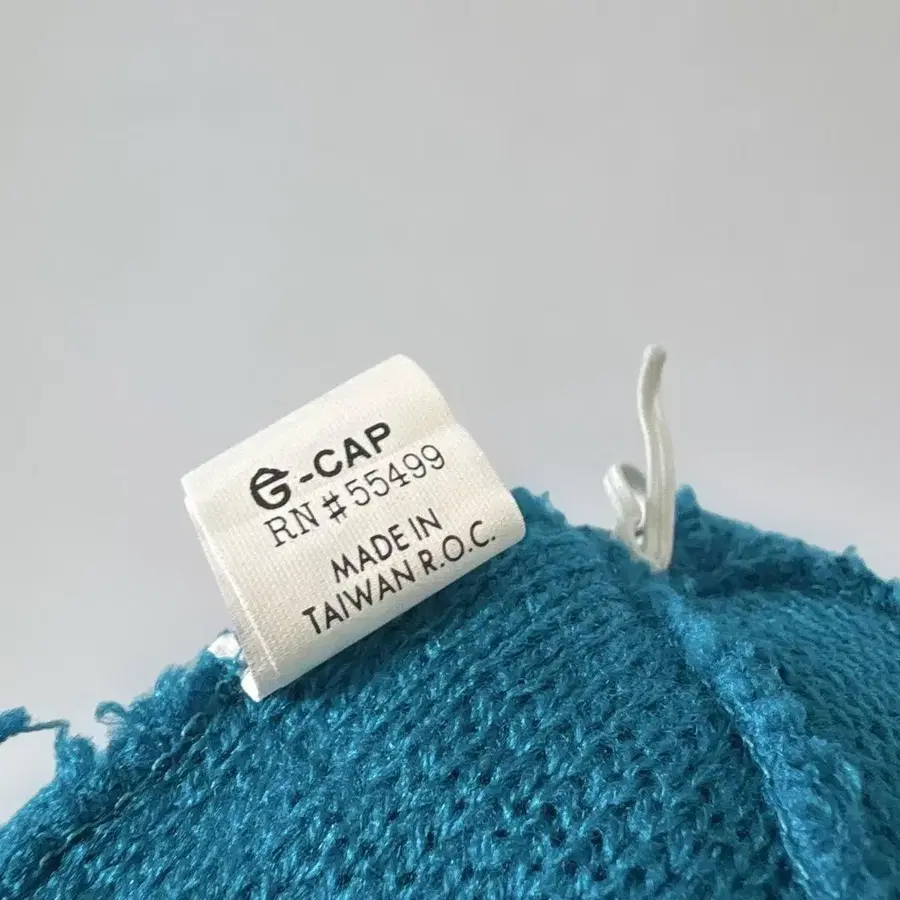 G-CAP
RN#55499
MADE IN
TAIWAN R.O.C.